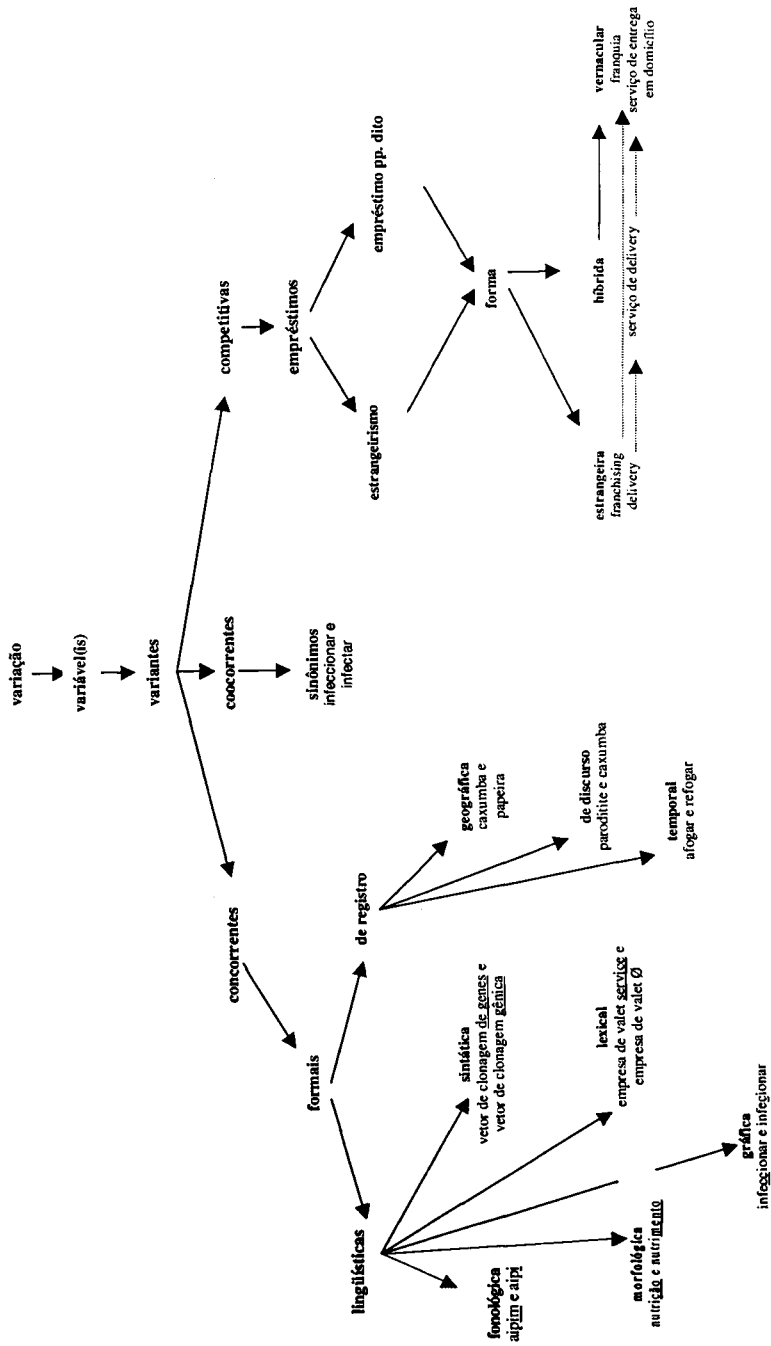 variação
variável(is)
variantes
concorrentes
coocorrentes
competitivas
sinônimos
infeccionar e
infectar
empréstimos
formais
estrangeirismo
empréstimo pp. dito
lingüísticas
de registro
forma
fonológica
aipim e aipi
sintática
vetor de clonagem de genes e
vetor de clonagem gênica
geográfica
caxumba e
papeira
de discurso
paroditite e caxumba
temporal
afogar e refogar
morfológica
nutrição e nutrimento
lexical
empresa de valet service e
empresa de valet Ø
gráfica
infeccionar e infecionar
estrangeira
franchising
delivery
híbrida
serviço de delivery
vernacular
franquia
serviço de entrega
em domicílio